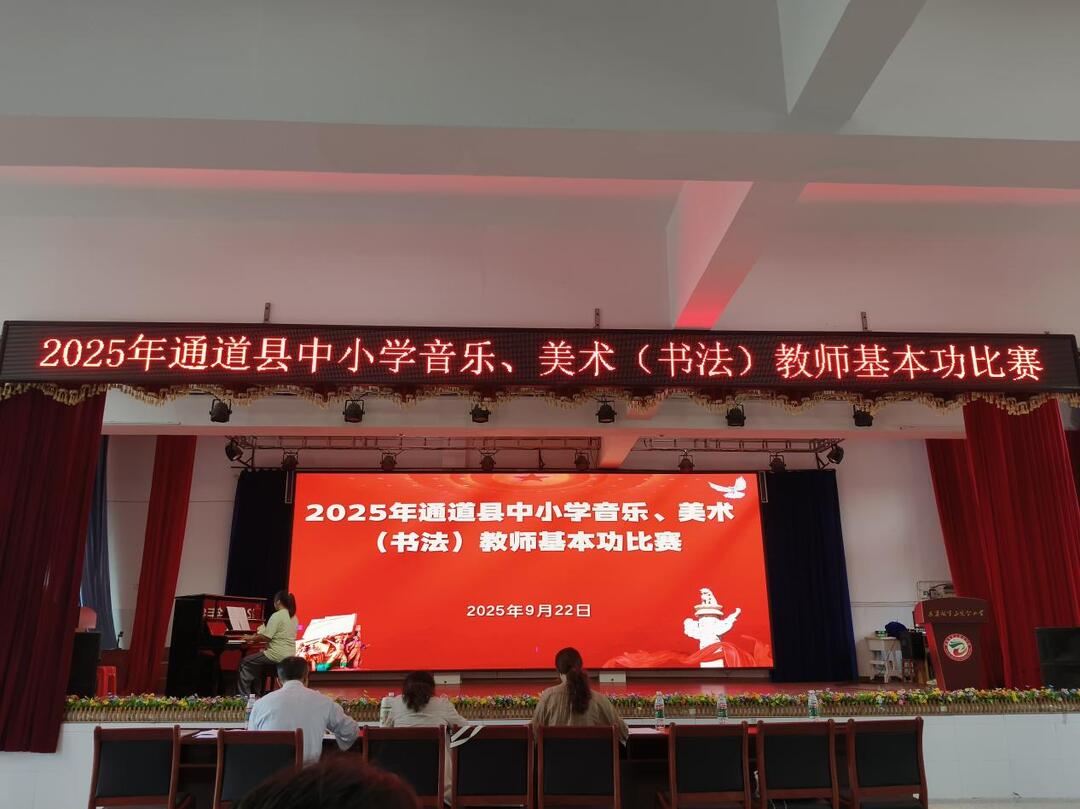 2025年通道县中小学音乐、美术（书法）教师基本功比赛
2025年通道县中小学音乐、美术
（书法）教师基本功比赛
2025年9月22日